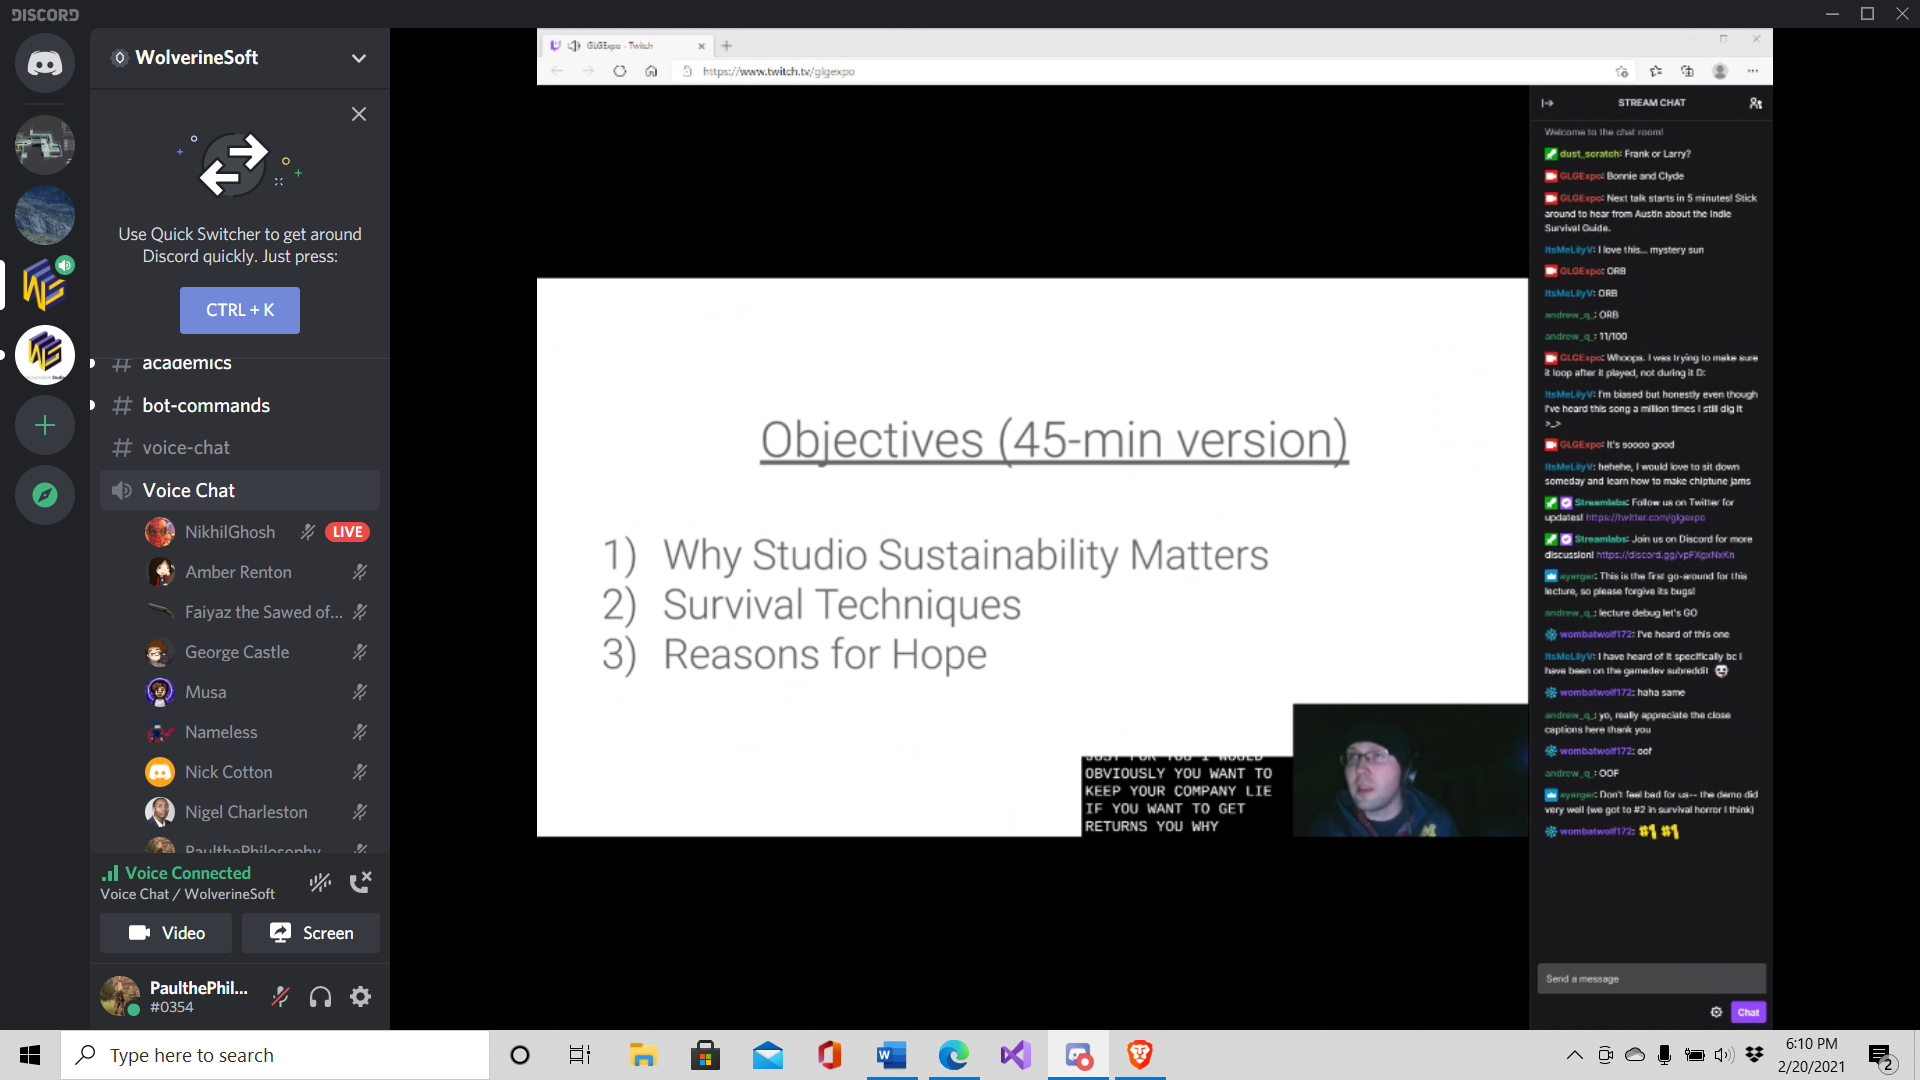 DISCORD
WolverineSoft
Use Quick Switcher to get around
Discord quickly. Just press:
CTRL + K
academics
bot-commands
voice-chat
Voice Chat
NikhilGhosh LIVE
Amber Renton
Faiyaz the Sawed of...
George Castle
Musa
Nameless
Nick Cotton
Nigel Charleston
PaulthePhilosophy
Voice Connected
Voice Chat / WolverineSoft
Video Screen
PaulthePhil...
#0354
GLGExpo - Twitch
https://www.twitch.tv/glgexpo
Objectives (45-min version)
1) Why Studio Sustainability Matters
2) Survival Techniques
3) Reasons for Hope
JUST FOR YOU I WOULD
OBVIOUSLY YOU WANT TO
KEEP YOUR COMPANY LIE
IF YOU WANT TO GET
RETURNS YOU WHY
STREAM CHAT
Welcome to the chat room!
dust_scratch: Frank or Larry?
GLGExpo: Bonnie and Clyde
GLGExpo: Next talk starts in 5 minutes! Stick
around to hear from Austin about the Indie
Survival Guide.
ItsMeLilyV: I love this... mystery sun
GLGExpo: ORB
ItsMeLilyV: ORB
andrew_q_: ORB
andrew_q_: 11/100
GLGExpo: Whoops. I was trying to make sure
it loop after it played, not during it D:
ItsMeLilyV: I'm biased but honestly even though
I've heard this song a million times I still dig it
>_>
GLGExpo: It's soooo good
ItsMeLilyV: hehehe, I would love to sit down
someday and learn how to make chiptune jams
Streamlabs: Follow us on Twitter for
updates! https://twitter.com/glgexpo
Streamlabs: Join us on Discord for more
discussion! https://discord.gg/vpFXgxNxKn
ayarger: This is the first go-around for this
lecture, so please forgive its bugs!
andrew_q_: lecture debug let's GO
wombatwolf172: I've heard of this one
ItsMeLilyV: I have heard of it specifically bc I
have been on the gamedev subreddit
wombatwolf172: haha same
andrew_q_: yo, really appreciate the close
captions here thank you
wombatwolf172: oof
andrew_q_: OOF
ayarger: Don't feel bad for us-- the demo did
very well (we got to #2 in survival horror I think)
wombatwolf172: #1 #1
Send a message
Chat
Type here to search
6:10 PM
2/20/2021
2